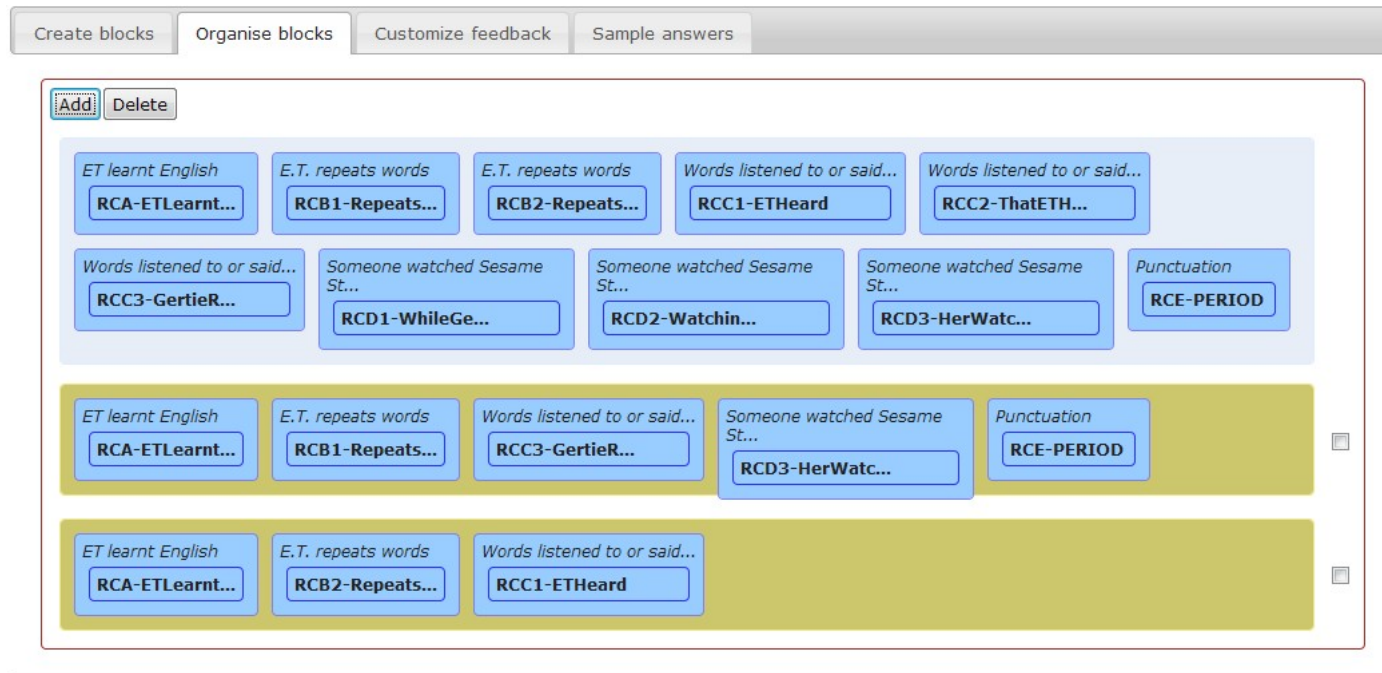 Create blocks Organise blocks Customize feedback Sample answers
Add Delete
ET learnt English E.T. repeats words E.T. repeats words Words listened to or said... Words listened to or said...
RCA-ETLearnt... RCB1-Repeats... RCB2-Repeats... RCC1-ETHeard RCC2-ThatETH...
Words listened to or said... Someone watched Sesame St... Someone watched Sesame St... Someone watched Sesame St... Punctuation
RCC3-GertieR... RCD1-WhileGe... RCD2-Watchin... RCD3-HerWatc... RCE-PERIOD
ET learnt English E.T. repeats words Words listened to or said... Someone watched Sesame St... Punctuation
RCA-ETLearnt... RCB1-Repeats... RCC3-GertieR... RCD3-HerWatc... RCE-PERIOD
ET learnt English E.T. repeats words Words listened to or said...
RCA-ETLearnt... RCB2-Repeats... RCC1-ETHeard